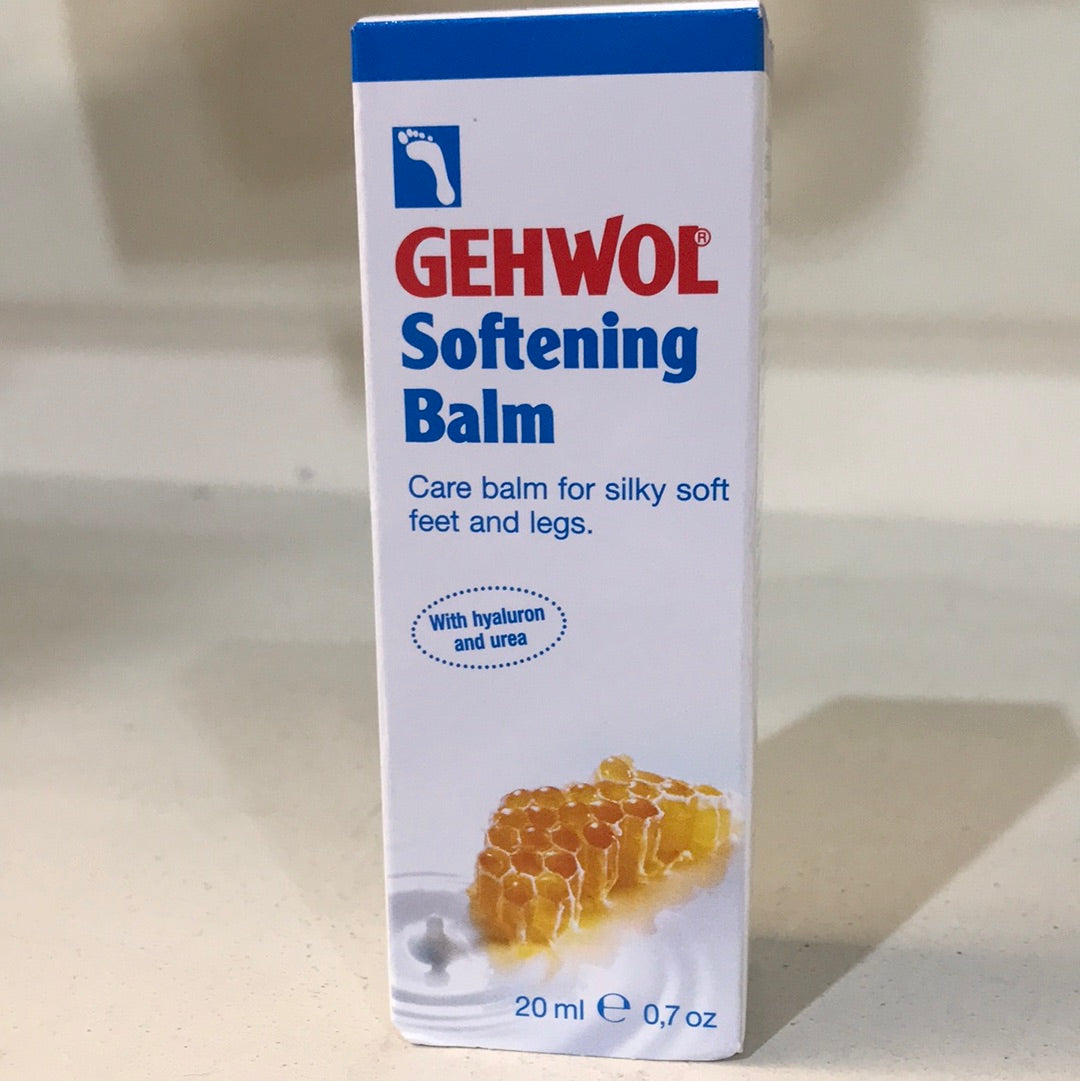 GEHWOL®
Softening
Balm
Care balm for silky soft
feet and legs.
With hyaluron
and urea
20 ml ℮ 0,7 oz